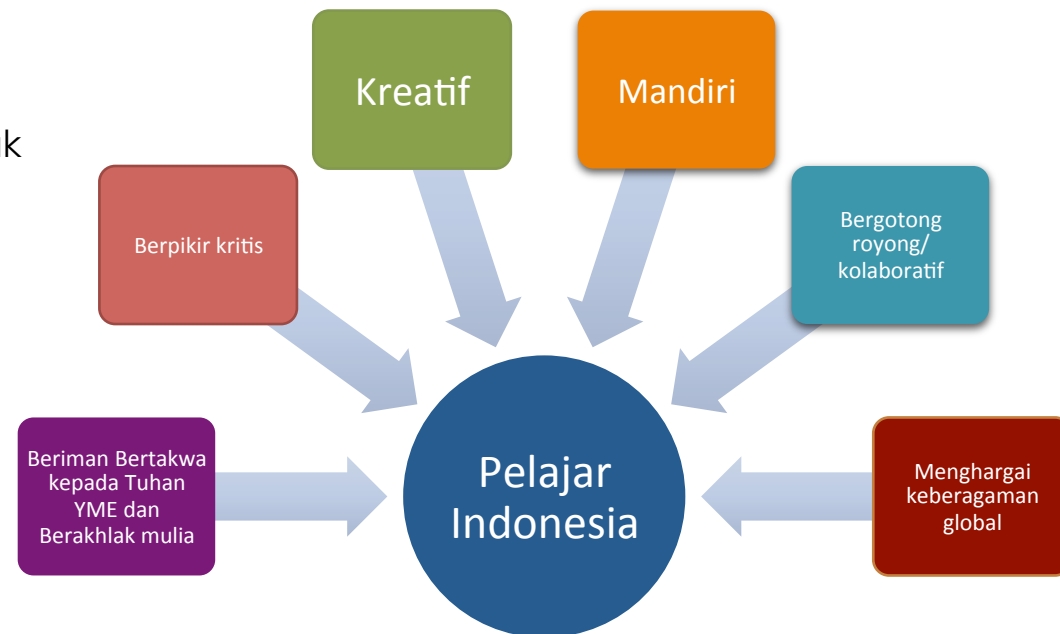 Kreatif
Mandiri
Berpikir kritis
Bergotong
royong/
kolaboratif
Beriman Bertakwa
kepada Tuhan
YME dan
Berakhlak mulia
Pelajar
Indonesia
Menghargai
keberagaman
global